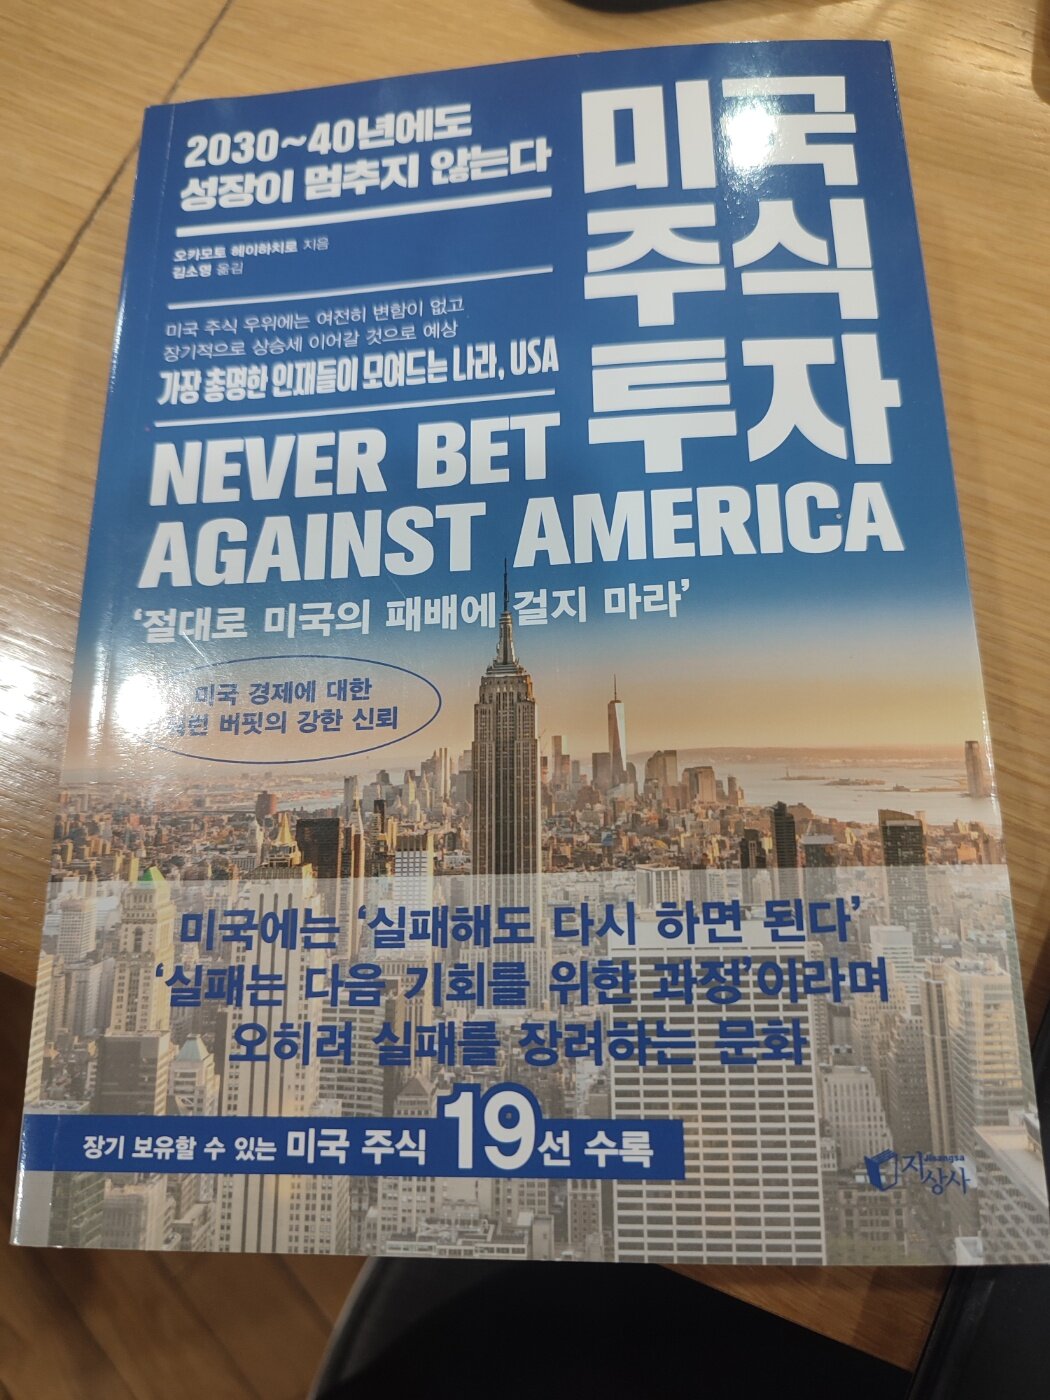 2030~40년에도
성장이 멈추지 않는다
오카모토 헤이하치로 지음
김소영 옮김
미국 주식 우위에는 여전히 변함이 없고
장기적으로 상승세 이어갈 것으로 예상
가장 총명한 인재들이 모여드는 나라, USA
미국
주식
투자
NEVER BET
AGAINST AMERICA
‘절대로 미국의 패배에 걸지 마라’
미국 경제에 대한
버핏의 강한 신뢰
미국에는 ‘실패해도 다시 하면 된다’
‘실패는 다음 기회를 위한 과정’이라며
오히려 실패를 장려하는 문화
장기 보유할 수 있는 미국 주식 19선 수록
Jisangsa
지상사